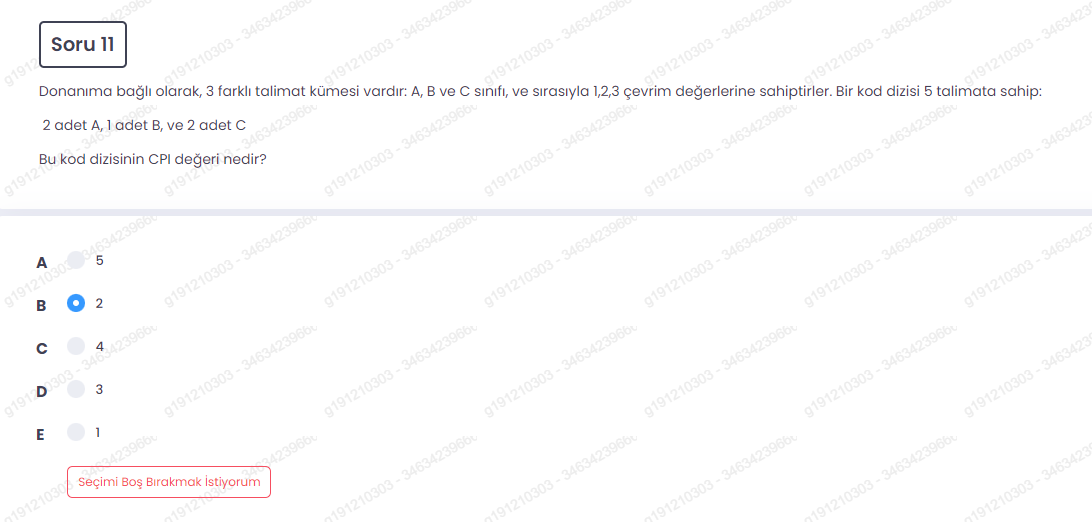 Soru 11
Donanıma bağlı olarak, 3 farklı talimat kümesi vardır: A, B ve C sınıfı, ve sırasıyla 1,2,3 çevrim değerlerine sahiptirler. Bir kod dizisi 5 talimata sahip:
2 adet A, 1 adet B, ve 2 adet C
Bu kod dizisinin CPI değeri nedir?
A 5
B 2
C 4
D 3
E 1
Seçimi Boş Bırakmak İstiyorum